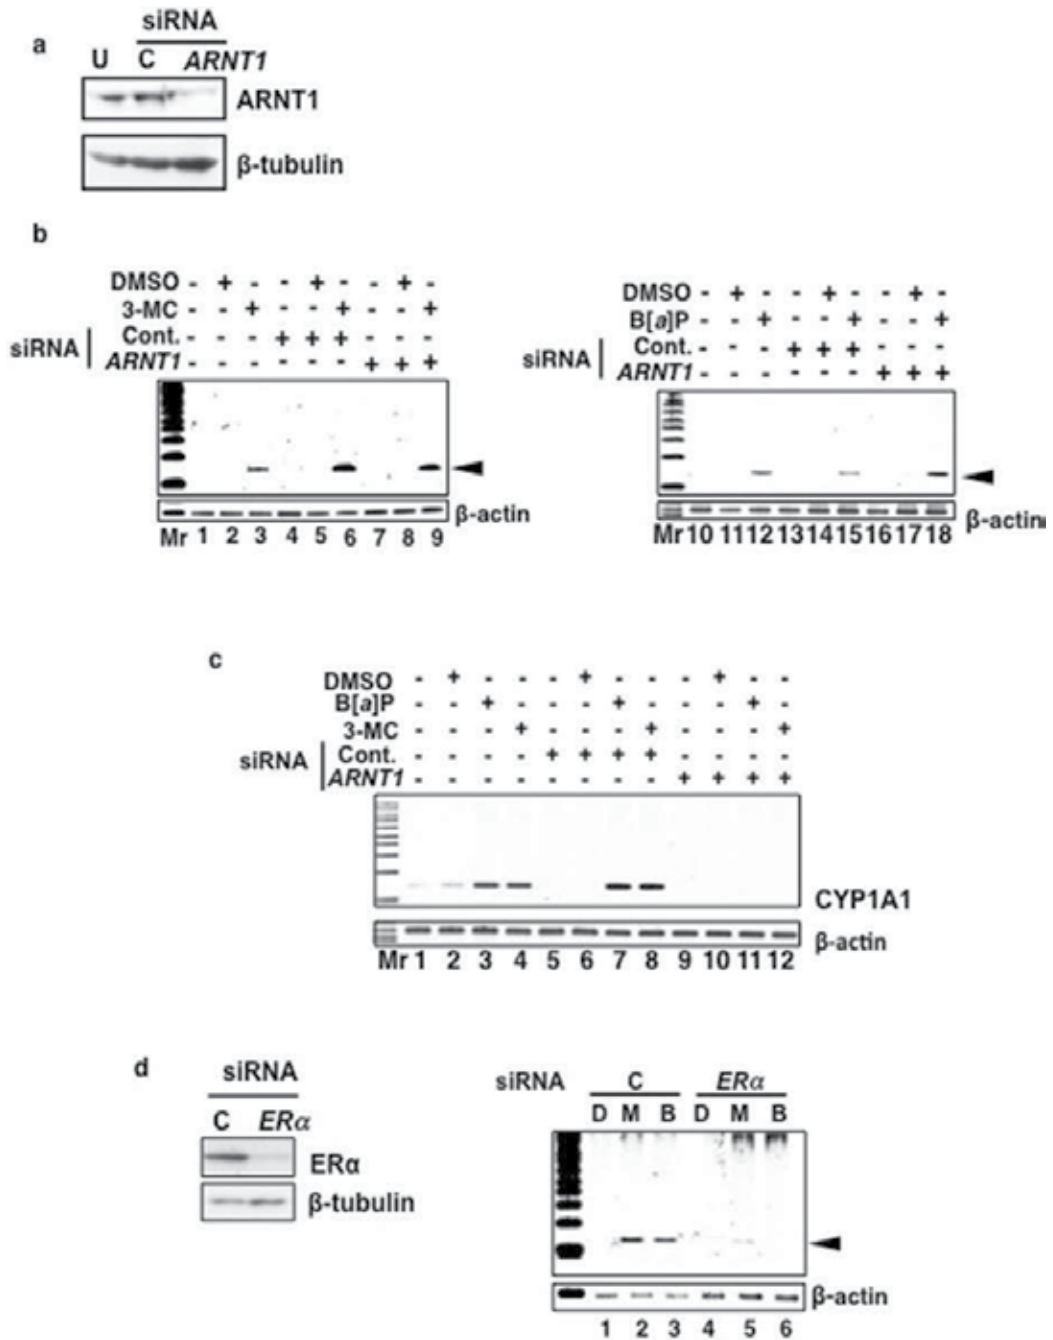 a
siRNA
U C ARNT1
ARNT1
β-tubulin
b
DMSO - + - - + - - + -
3-MC - - + - - + - - +
siRNA
Cont. - - - + + + - - -
ARNT1 - - - - - - + + +
β-actin
Mr 1 2 3 4 5 6 7 8 9
DMSO - + - - + - - + -
B[a]P - - + - - + - - +
siRNA
Cont. - - - + + + - - -
ARNT1 - - - - - - + + +
β-actin
Mr 10 11 12 13 14 15 16 17 18
c
DMSO - + - - - + - - - + - -
B[a]P - - + - - - + - - - + -
3-MC - - - + - - - + - - - +
siRNA
Cont. - - - - + + + + - - - -
ARNT1 - - - - - - - - + + + +
CYP1A1
β-actin
Mr 1 2 3 4 5 6 7 8 9 10 11 12
d
siRNA
C ERα
ERα
β-tubulin
siRNA C ERα
D M B D M B
β-actin
1 2 3 4 5 6